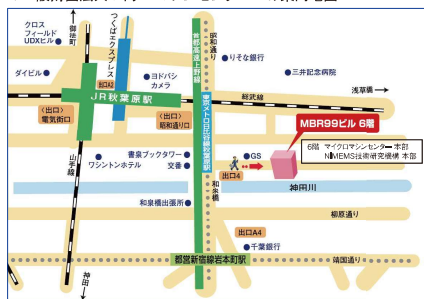 クロス
フィールド
UDXビル
御徒町
つくばエクスプレス
首都高速上野線
昭和通り
りそな銀行
三井記念病院
ダイビル
出口A2
ヨドバシ
カメラ
浅草橋
総武線
JR秋葉原駅
〈出口〉
電気街口
〈出口〉
昭和通り口
東京メトロ日比谷線秋葉原駅
MBR99ビル 6階
6階 マイクロマシンセンター 本部
NMEMS技術研究機構 本部
山手線
書泉ブックタワー
ワシントンホテル
交番
GS
出口4
神田川
和泉橋
和泉橋出張所
柳原通り
出口A4
千葉銀行
都営新宿線岩本町駅
靖国通り
神田